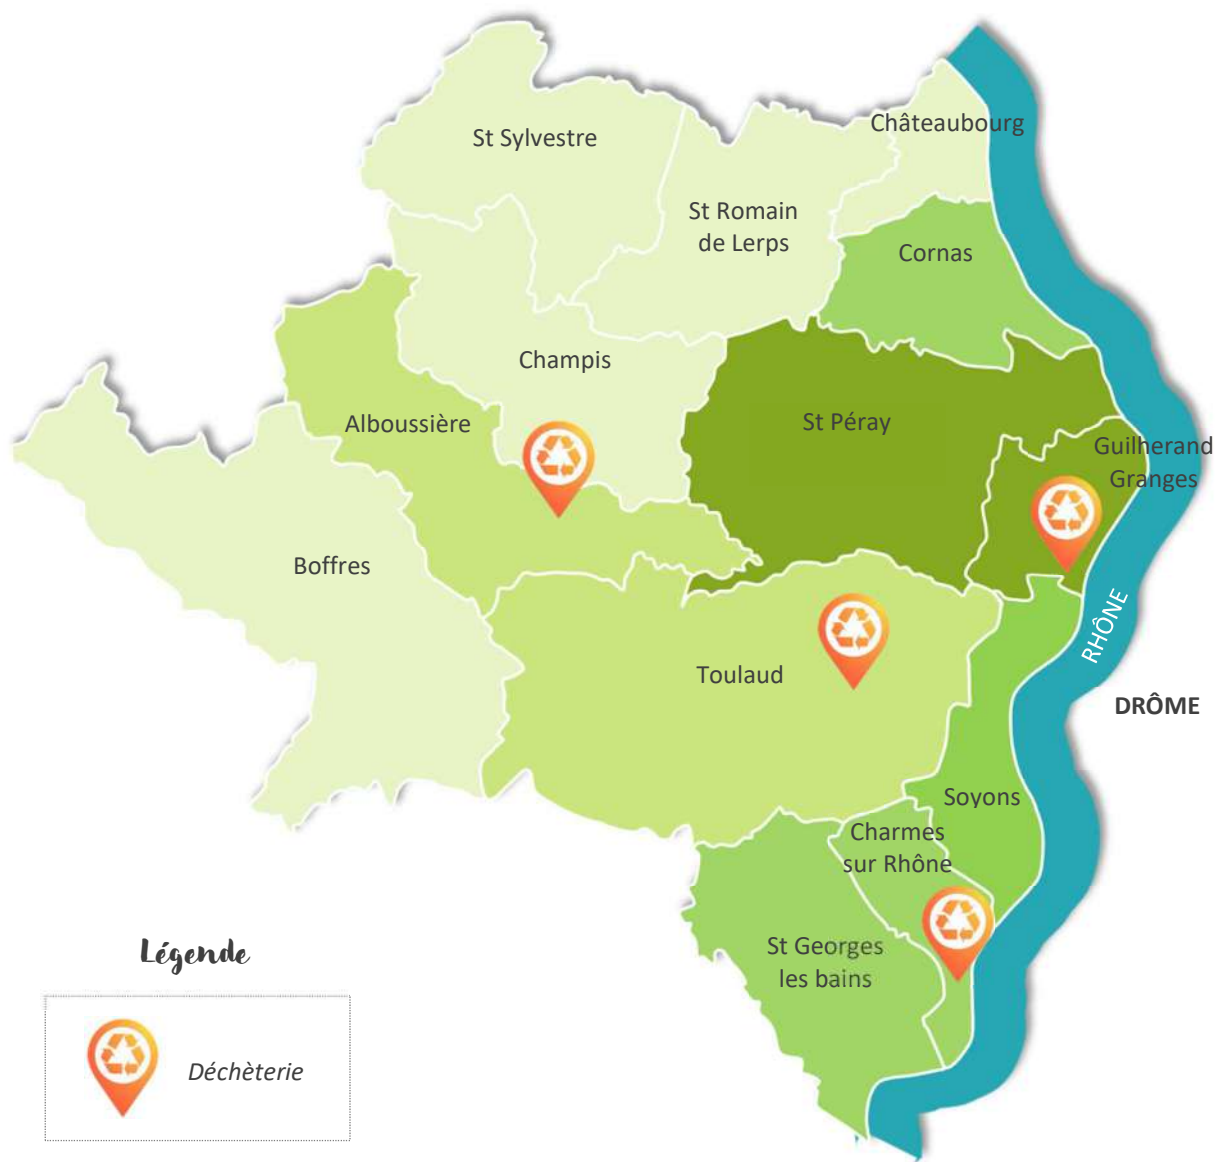 Châteaubourg
St Sylvestre
St Romain
de Lerps
Cornas
Champis
Alboussière
St Péray
Guilherand
Granges
Boffres
RHÔNE
Toulaud
DRÔME
Soyons
Charmes
sur Rhône
St Georges
les bains
Légende
Déchèterie